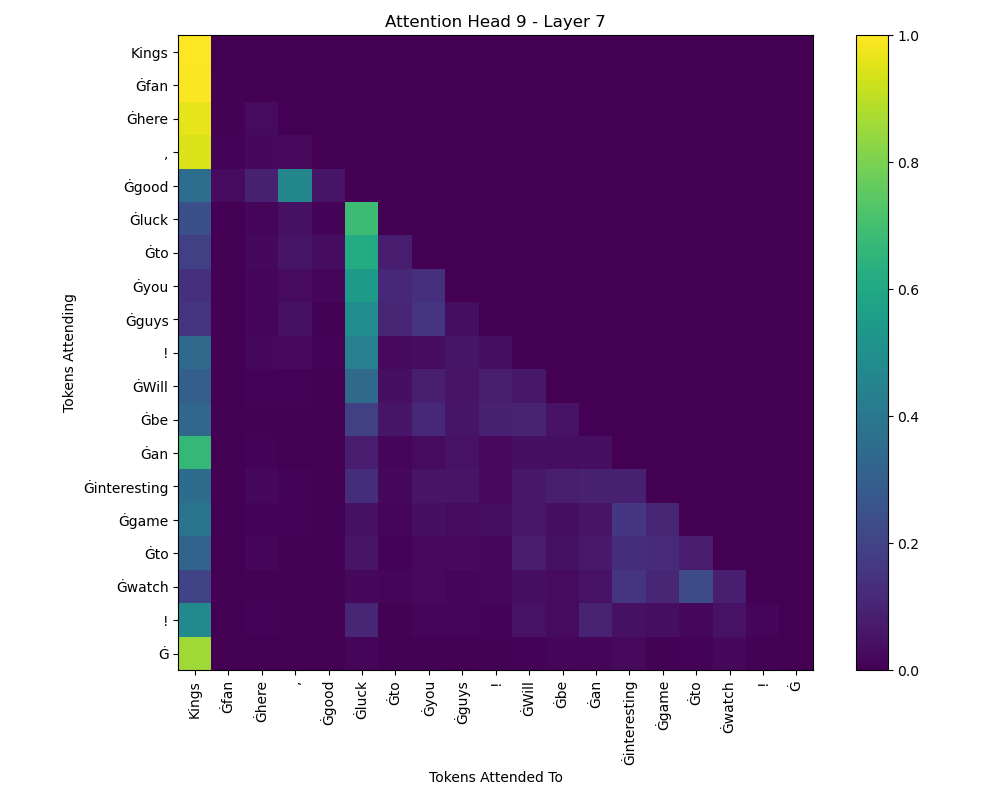 Attention Head 9 - Layer 7
Kings
Ġfan
Ġhere
,
Ġgood
Ġluck
Ġto
Ġyou
Ġguys
!
ĠWill
Ġbe
Ġan
Ġinteresting
Ġgame
Ġto
Ġwatch
!
Ġ
Tokens Attending
Kings
Ġfan
Ġhere
,
Ġgood
Ġluck
Ġto
Ġyou
Ġguys
!
ĠWill
Ġbe
Ġan
Ġinteresting
Ġgame
Ġto
Ġwatch
!
Ġ
Tokens Attended To
1.0
0.8
0.6
0.4
0.2
0.0